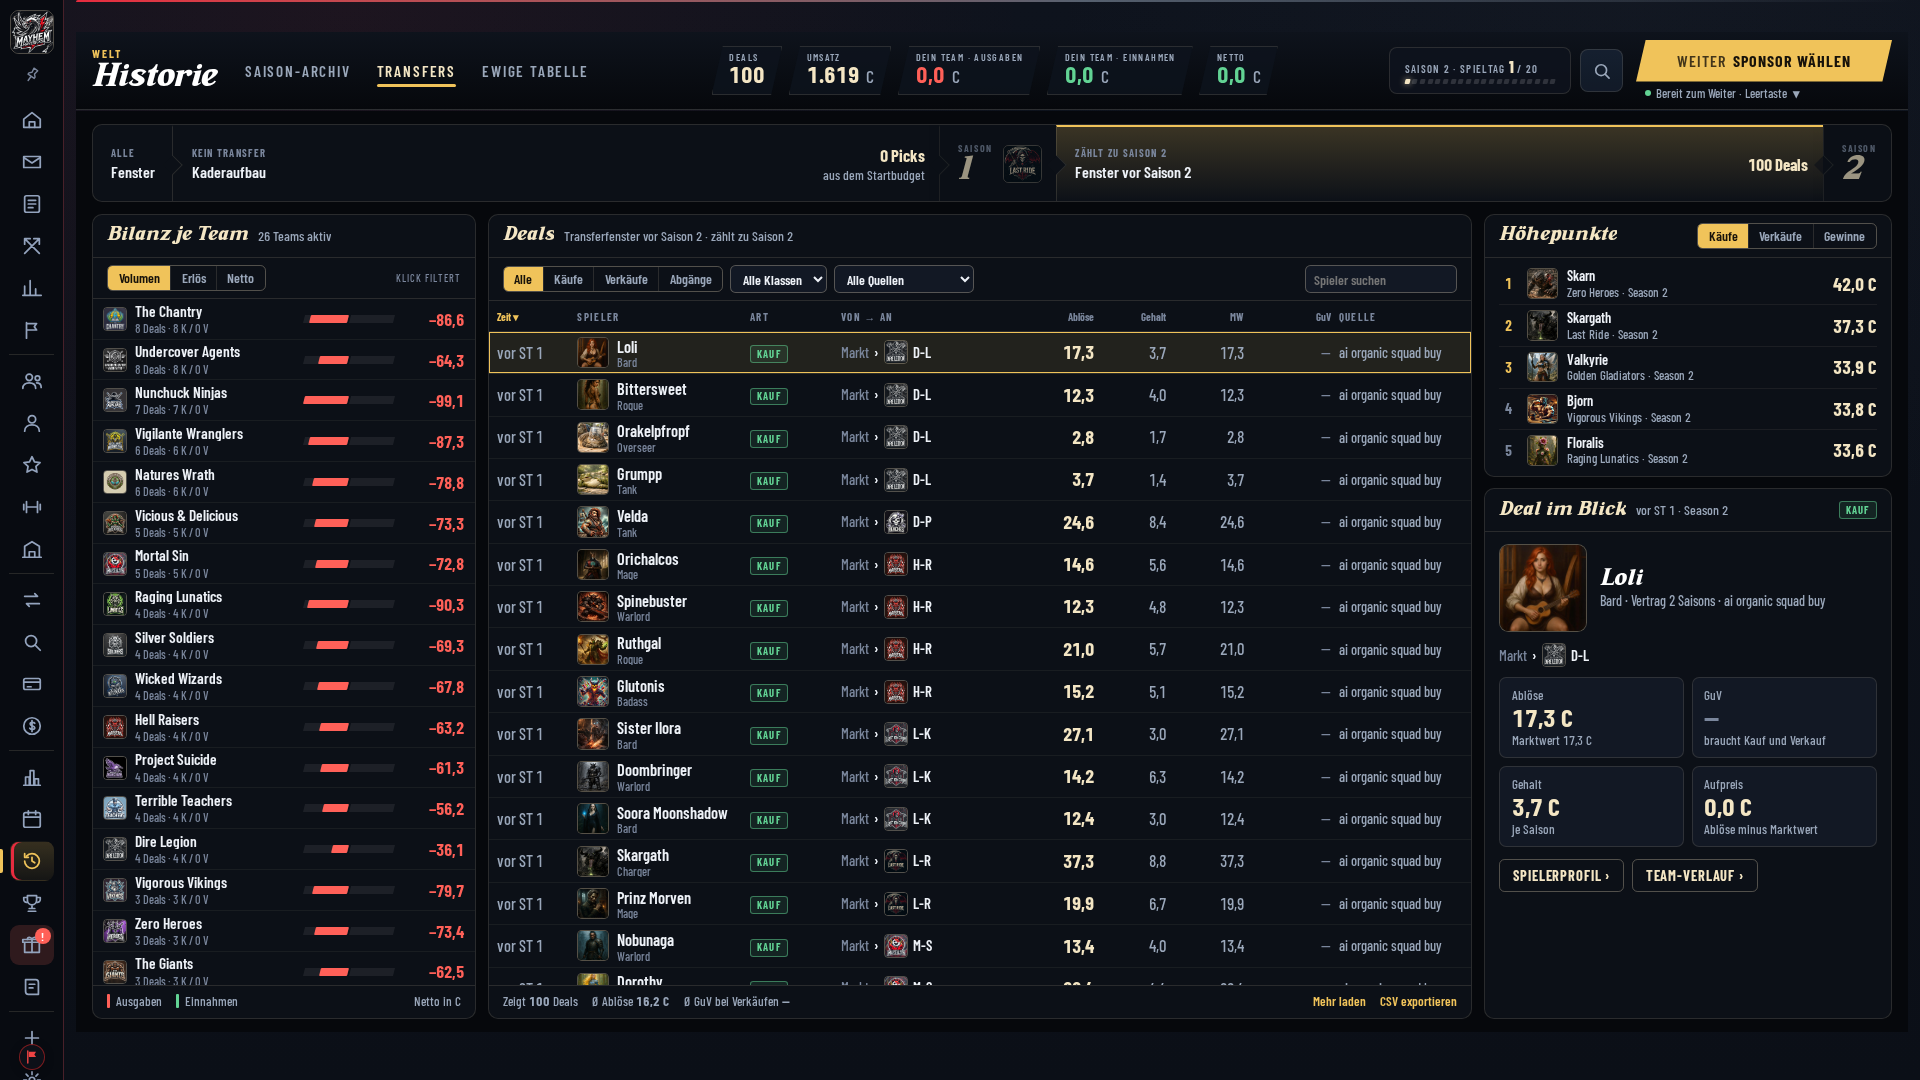 MAYHEM
WELT
Historie
SAISON-ARCHIV
TRANSFERS
EWIGE TABELLE
DEALS
100
UMSATZ
1.619 C
DEIN TEAM · AUSGABEN
0,0 C
DEIN TEAM · EINNAHMEN
0,0 C
NETTO
0,0 C
SAISON 2 · SPIELTAG 1 / 20
WEITER SPONSOR WÄHLEN
Bereit zum Weiter · Leertaste ▼
ALLE
Fenster
KEIN TRANSFER
Kaderaufbau
0 Picks
aus dem Startbudget
SAISON
1
LAST RIDE
ZÄHLT ZU SAISON 2
Fenster vor Saison 2
100 Deals
SAISON
2
Bilanz je Team 26 Teams aktiv
Volumen Erlös Netto KLICK FILTERT
The Chantry
8 Deals · 8 K / 0 V
−86,6
Undercover Agents
8 Deals · 8 K / 0 V
−64,3
Nunchuck Ninjas
7 Deals · 7 K / 0 V
−99,1
Vigilante Wranglers
6 Deals · 6 K / 0 V
−87,3
Natures Wrath
6 Deals · 6 K / 0 V
−78,8
Vicious & Delicious
5 Deals · 5 K / 0 V
−73,3
Mortal Sin
5 Deals · 5 K / 0 V
−72,8
Raging Lunatics
4 Deals · 4 K / 0 V
−90,3
Silver Soldiers
4 Deals · 4 K / 0 V
−69,3
Wicked Wizards
4 Deals · 4 K / 0 V
−67,8
Hell Raisers
4 Deals · 4 K / 0 V
−63,2
Project Suicide
4 Deals · 4 K / 0 V
−61,3
Terrible Teachers
4 Deals · 4 K / 0 V
−56,2
Dire Legion
4 Deals · 4 K / 0 V
−36,1
Vigorous Vikings
3 Deals · 3 K / 0 V
−79,7
Zero Heroes
3 Deals · 3 K / 0 V
−73,4
The Giants
3 Deals · 3 K / 0 V
−62,5
Ausgaben Einnahmen Netto in C
Deals Transferfenster vor Saison 2 · zählt zu Saison 2
Alle Käufe Verkäufe Abgänge Alle Klassen Alle Quellen Spieler suchen
Zeit ▾ SPIELER ART VON → AN Ablöse Gehalt MW GuV QUELLE
vor ST 1 Loli KAUF Markt › D-L 17,3 3,7 17,3 — ai organic squad buy
Bard
vor ST 1 Bittersweet KAUF Markt › D-L 12,3 4,0 12,3 — ai organic squad buy
Rogue
vor ST 1 Orakelpfropf KAUF Markt › D-L 2,8 1,7 2,8 — ai organic squad buy
Overseer
vor ST 1 Grumpp KAUF Markt › D-L 3,7 1,4 3,7 — ai organic squad buy
Tank
vor ST 1 Velda KAUF Markt › D-P 24,6 8,4 24,6 — ai organic squad buy
Tank
vor ST 1 Orichalcos KAUF Markt › H-R 14,6 5,6 14,6 — ai organic squad buy
Mage
vor ST 1 Spinebuster KAUF Markt › H-R 12,3 4,8 12,3 — ai organic squad buy
Warlord
vor ST 1 Ruthgal KAUF Markt › H-R 21,0 5,7 21,0 — ai organic squad buy
Rogue
vor ST 1 Glutonis KAUF Markt › H-R 15,2 5,1 15,2 — ai organic squad buy
Badass
vor ST 1 Sister Ilora KAUF Markt › L-K 27,1 3,0 27,1 — ai organic squad buy
Bard
vor ST 1 Doombringer KAUF Markt › L-K 14,2 6,3 14,2 — ai organic squad buy
Warlord
vor ST 1 Soora Moonshadow KAUF Markt › L-K 12,4 3,0 12,4 — ai organic squad buy
Bard
vor ST 1 Skargath KAUF Markt › L-R 37,3 8,8 37,3 — ai organic squad buy
Charger
vor ST 1 Prinz Morven KAUF Markt › L-R 19,9 6,7 19,9 — ai organic squad buy
Mage
vor ST 1 Nobunaga KAUF Markt › M-S 13,4 4,0 13,4 — ai organic squad buy
Warlord
Dorothy
Zeigt 100 Deals Ø Ablöse 16,2 C Ø GuV bei Verkäufen — Mehr laden CSV exportieren
Höhepunkte Käufe Verkäufe Gewinne
1 Skarn 42,0 C
Zero Heroes · Season 2
2 Skargath 37,3 C
Last Ride · Season 2
3 Valkyrie 33,9 C
Golden Gladiators · Season 2
4 Bjorn 33,8 C
Vigorous Vikings · Season 2
5 Floralis 33,6 C
Raging Lunatics · Season 2
Deal im Blick vor ST 1 · Season 2 KAUF
Loli
Bard · Vertrag 2 Saisons · ai organic squad buy
Markt › D-L
Ablöse
17,3 C
Marktwert 17,3 C
GuV
—
braucht Kauf und Verkauf
Gehalt
3,7 C
je Saison
Aufpreis
0,0 C
Ablöse minus Marktwert
SPIELERPROFIL ›
TEAM-VERLAUF ›